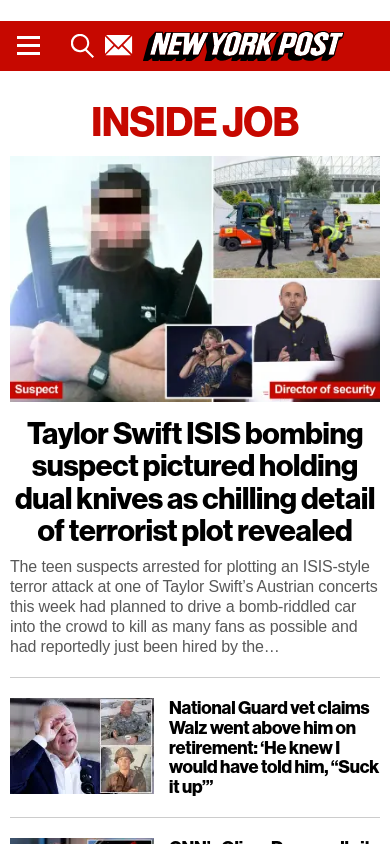 NEW YORK POST
INSIDE JOB
Suspect
Director of security
Taylor Swift ISIS bombing
suspect pictured holding
dual knives as chilling detail
of terrorist plot revealed
The teen suspects arrested for plotting an ISIS-style
terror attack at one of Taylor Swift’s Austrian concerts
this week had planned to drive a bomb-riddled car
into the crowd to kill as many fans as possible and
had reportedly just been hired by the…
National Guard vet claims
Walz went above him on
retirement: ‘He knew I
would have told him, “Suck
it up”’